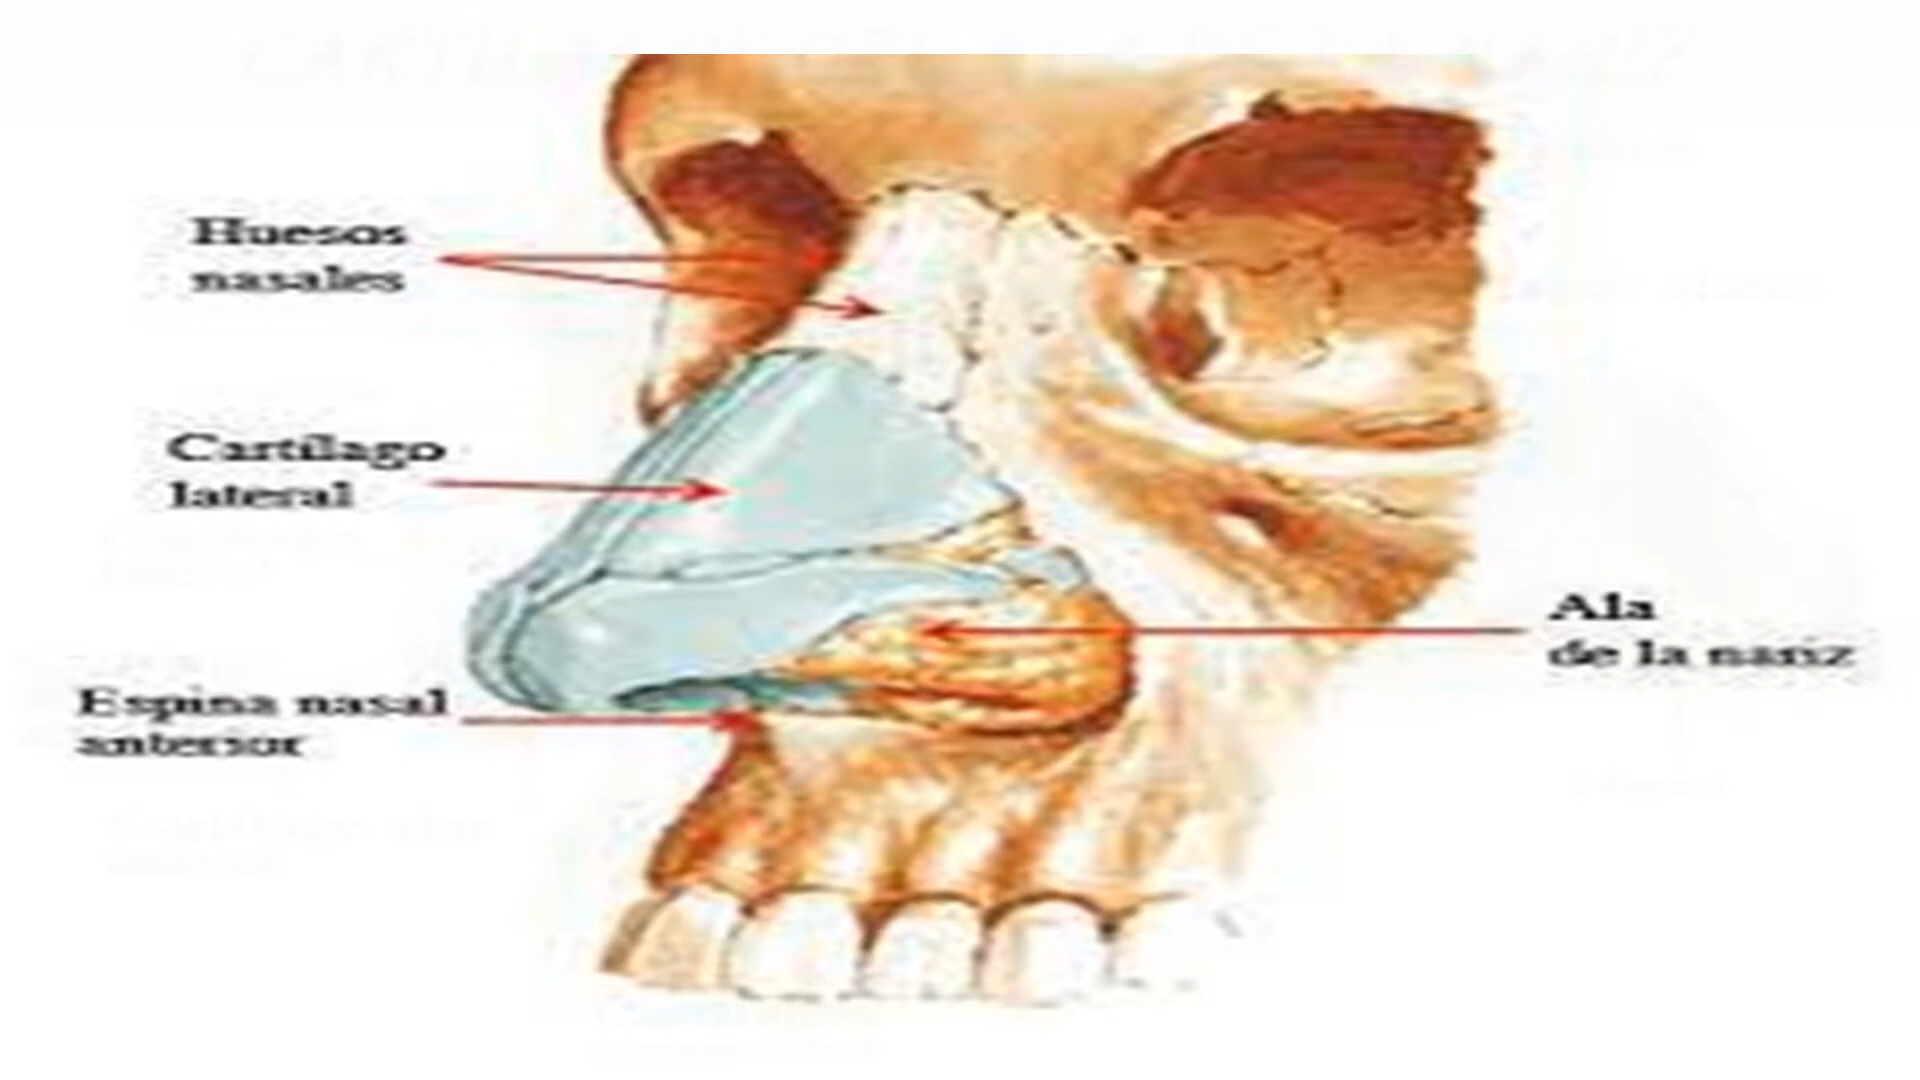 Huesos
nasales
Cartílago
lateral
Ala
de la nariz
Espina nasal
anterior